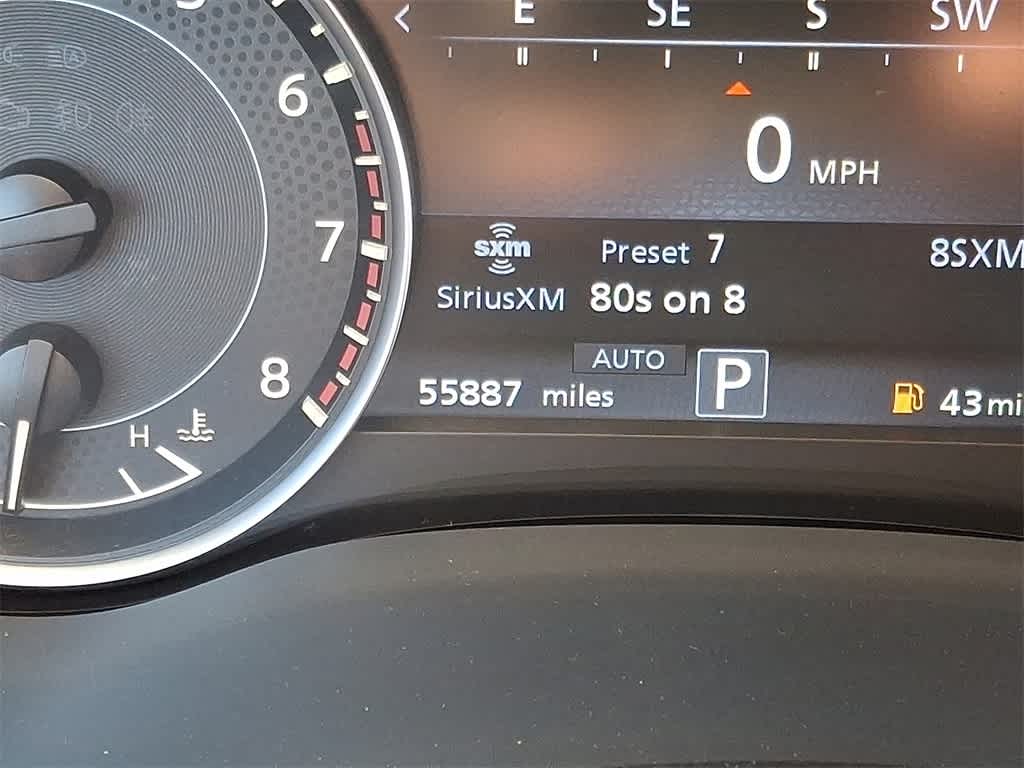 < E SE S SW
6
0 MPH
7
sxm Preset 7 8SXM
SiriusXM 80s on 8
8
AUTO
P
55887 miles 43 mi
H